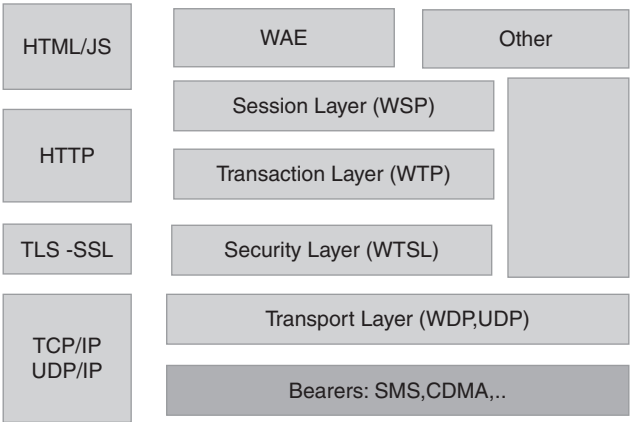 HTML/JS
WAE
Other
Session Layer (WSP)
HTTP
Transaction Layer (WTP)
TLS -SSL
Security Layer (WTSL)
Transport Layer (WDP,UDP)
TCP/IP
UDP/IP
Bearers: SMS,CDMA,..